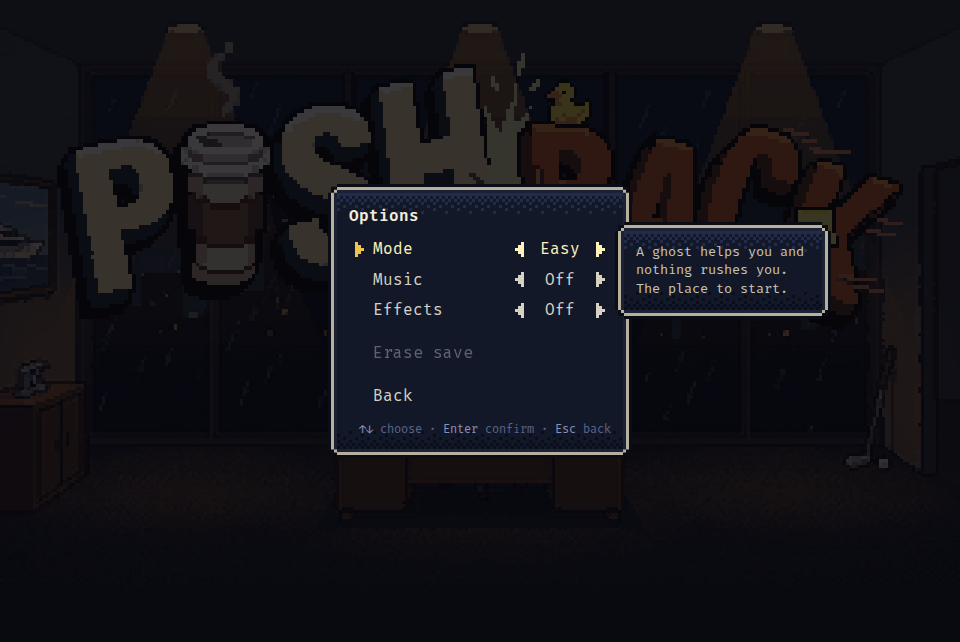 PUSHBACK
Options
Mode Easy
Music Off
Effects Off
Erase save
Back
↑↓ choose · Enter confirm · Esc back
A ghost helps you and
nothing rushes you.
The place to start.